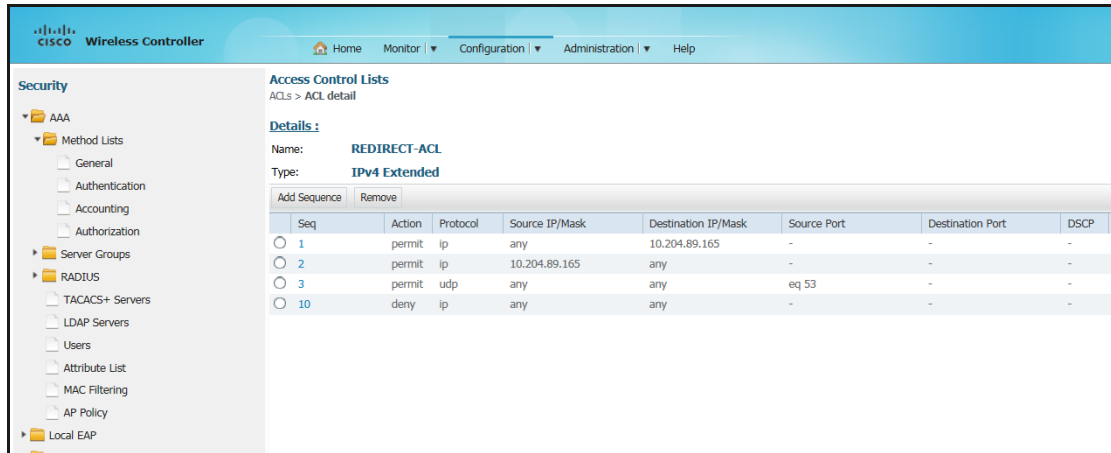 CISCO Wireless Controller
Home Monitor Configuration Administration Help
Security
AAA
Method Lists
General
Authentication
Accounting
Authorization
Server Groups
RADIUS
TACACS+ Servers
LDAP Servers
Users
Attribute List
MAC Filtering
AP Policy
Local EAP
Access Control Lists
ACLs > ACL detail
Details :
Name: REDIRECT-ACL
Type: IPv4 Extended
Add Sequence Remove
Seq Action Protocol Source IP/Mask Destination IP/Mask Source Port Destination Port DSCP
1 permit ip any 10.204.89.165 - - -
2 permit ip 10.204.89.165 any - - -
3 permit udp any any eq 53 - -
10 deny ip any any - - -